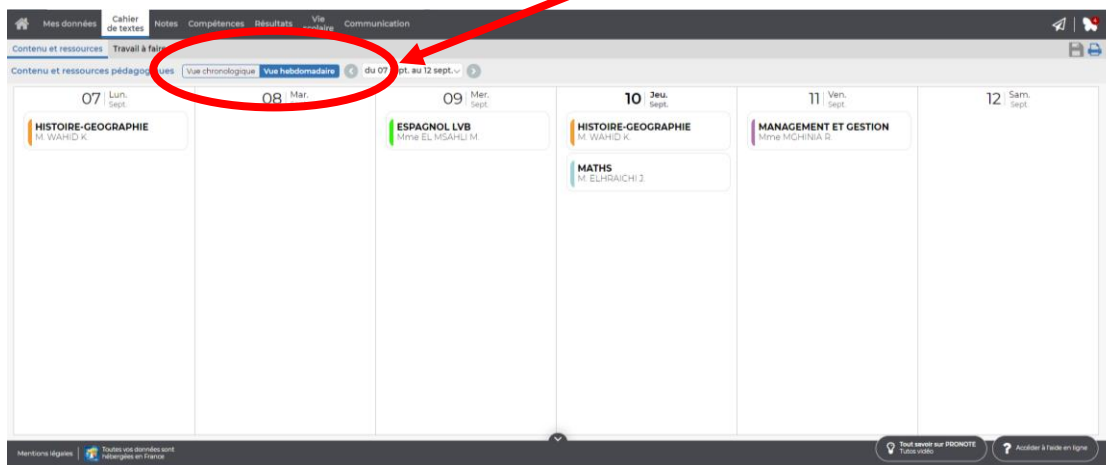 Mes données
Cahier
de textes
Notes
Compétences
Résultats
Vie
scolaire
Communication
Contenu et ressources
Travail à faire
Contenu et ressources
Vue chronologique
Vue hebdomadaire
au 12 sept.
07 Lun.
Sept.
08 Mar.
09 Mer.
Sept.
10 Jeu.
Sept.
11 Ven.
Sept.
12 Sam.
Sept.
HISTOIRE-GEOGRAPHIE
M. WAHID K.
ESPAGNOL LVB
Mme EL MSAHLI M.
HISTOIRE-GEOGRAPHIE
M. WAHID K.
MATHS
M. ELHRAICHI J.
MANAGEMENT ET GESTION
Mme MCHINIA R.
Mentions légales
Toutes vos données sont
hébergées en France
Tout savoir sur PRONOTE
Tutos vidéo
? Accéder à l'aide en ligne